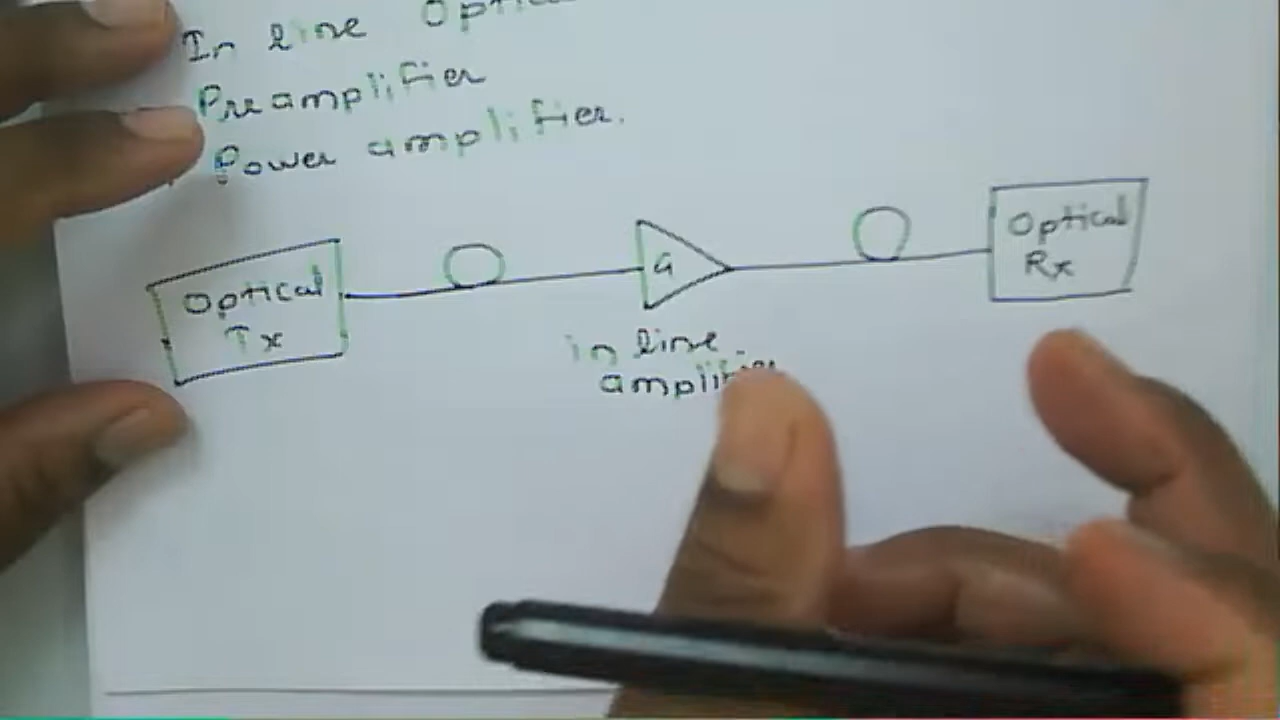 In line
Preamplifier
Power amplifier.
Optical
Tx
G
in line
Optical
Rx